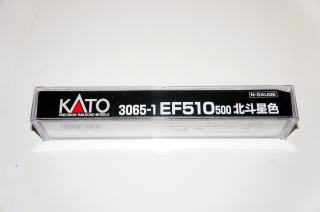 N-GAUGE
KATO 3065-1 EF510 500 北斗星色
PRECISION RAILROAD MODELS